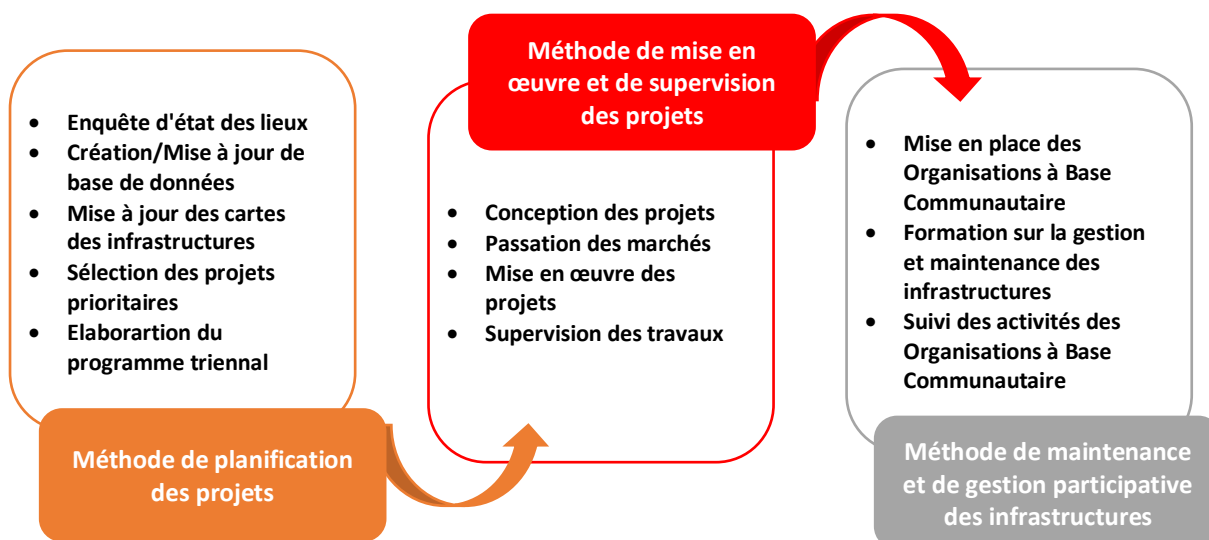 • Enquête d'état des lieux
• Création/Mise à jour de
base de données
• Mise à jour des cartes
des infrastructures
• Sélection des projets
prioritaires
• Elaborartion du
programme triennal
Méthode de planification
des projets
Méthode de mise en
œuvre et de supervision
des projets
• Conception des projets
• Passation des marchés
• Mise en œuvre des
projets
• Supervision des travaux
• Mise en place des
Organisations à Base
Communautaire
• Formation sur la gestion
et maintenance des
infrastructures
• Suivi des activités des
Organisations à Base
Communautaire
Méthode de maintenance
et de gestion participative
des infrastructures